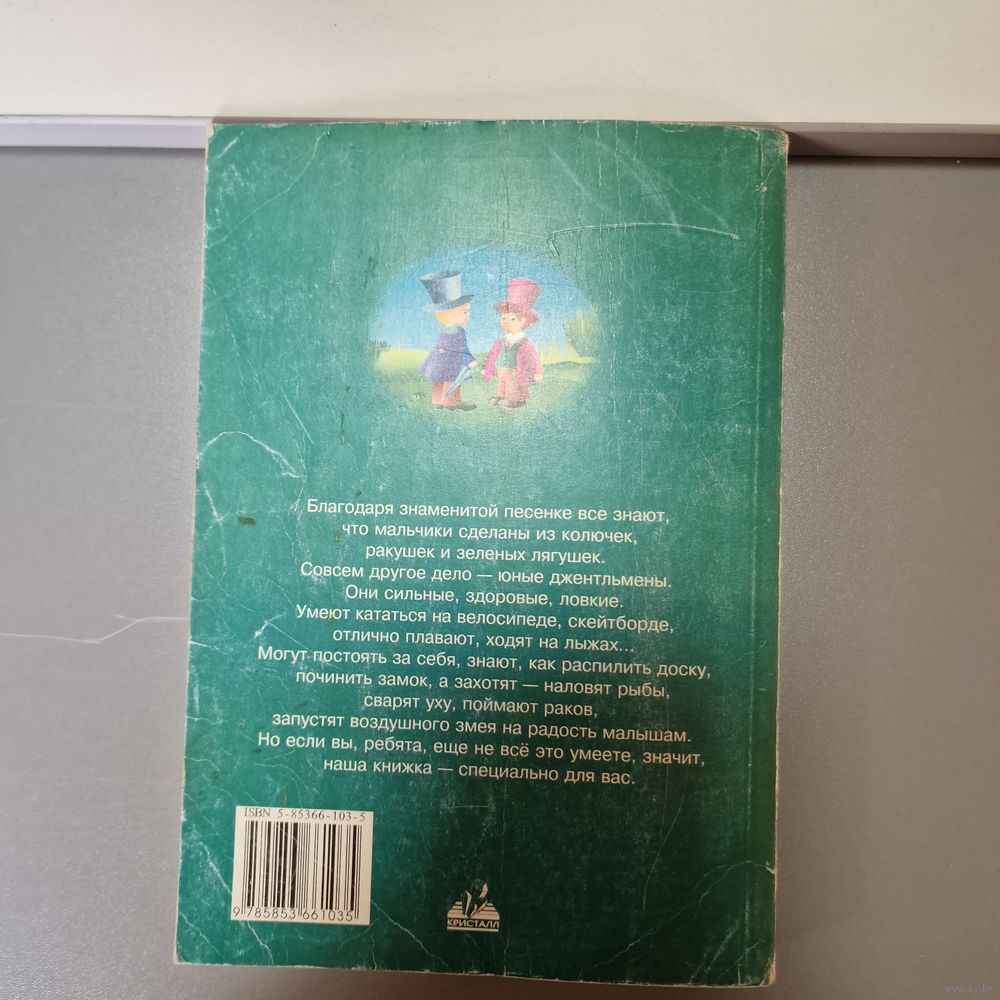 Благодаря знаменитой песенке все знают,
что мальчики сделаны из колючек,
ракушек и зеленых лягушек.
Совсем другое дело — юные джентльмены.
Они сильные, здоровые, ловкие.
Умеют кататься на велосипеде, скейтборде,
отлично плавают, ходят на лыжах...
Могут постоять за себя, знают, как распилить доску,
починить замок, а захотят — наловят рыбы,
сварят уху, поймают раков,
запустят воздушного змея на радость малышам.
Но если вы, ребята, еще не всё это умеете, значит,
наша книжка — специально для вас.
ISBN 5-85366-103-5
9 785853 661035
КРИСТАЛЛ
www.ay.by